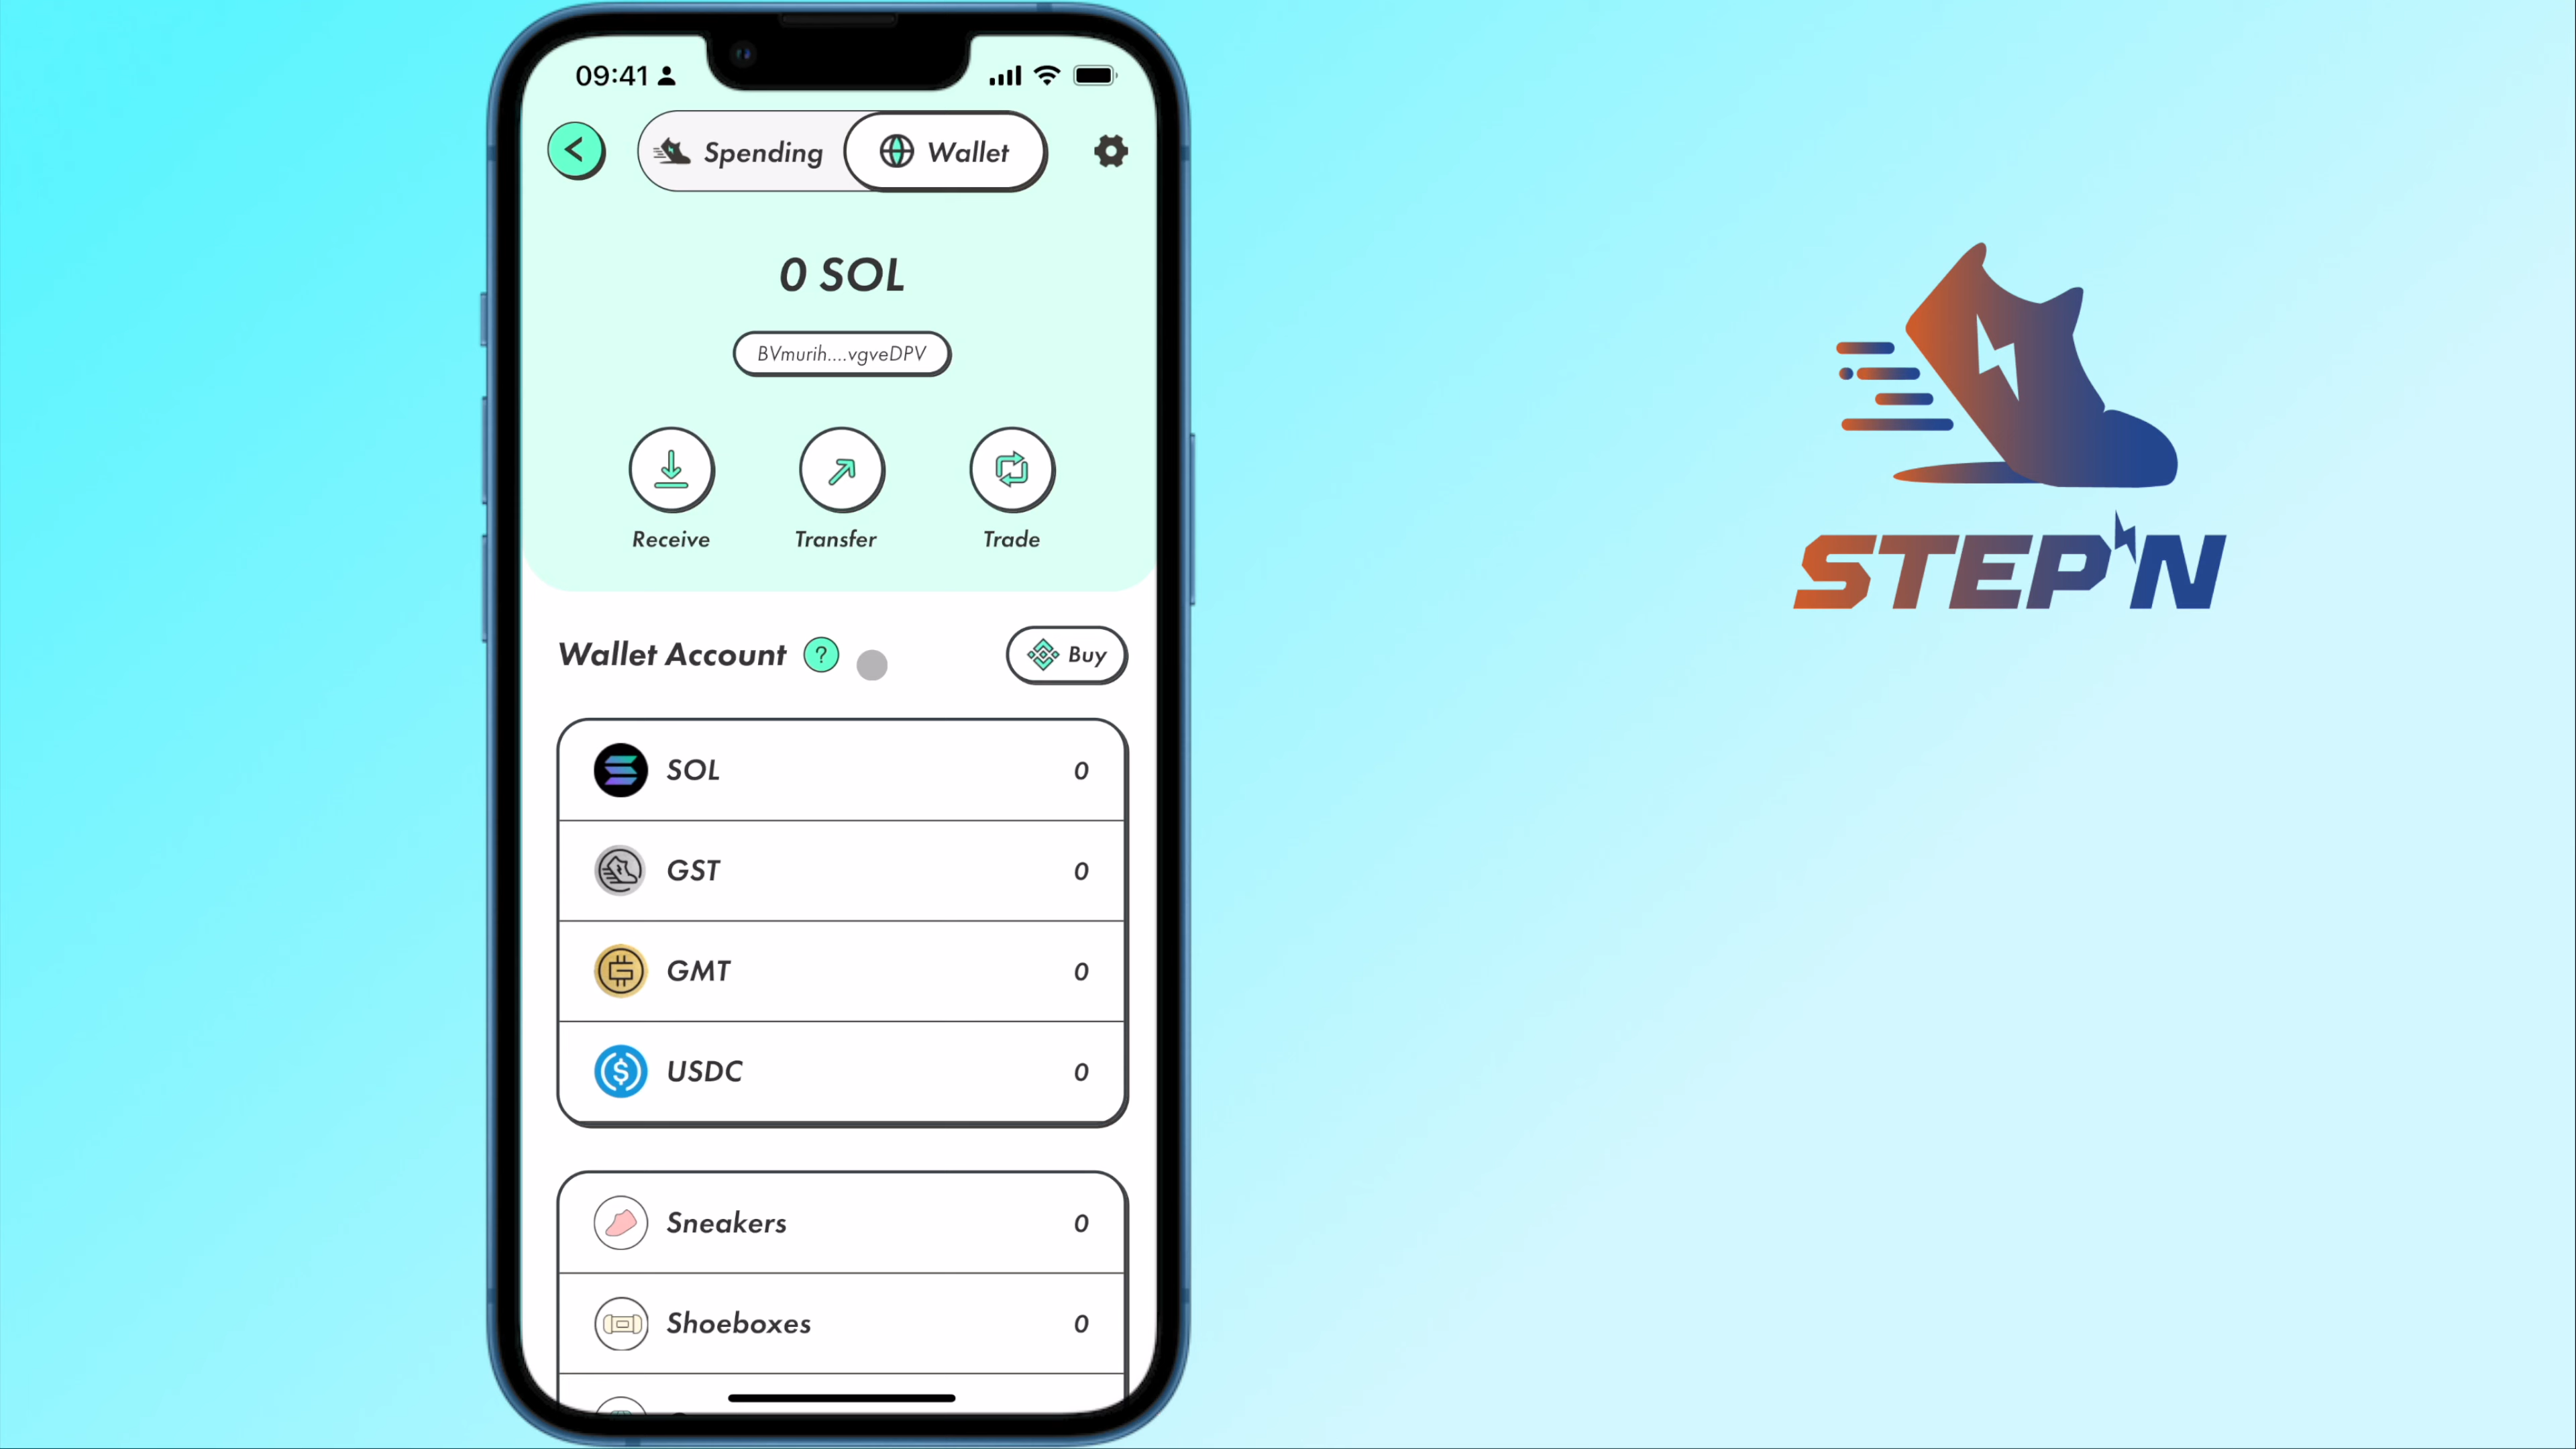 09:41
Spending
Wallet
0 SOL
BVmurih....vgveDPV
Receive
Transfer
Trade
Wallet Account ?
Buy
SOL 0
GST 0
GMT 0
USDC 0
Sneakers 0
Shoeboxes 0
STEP'N